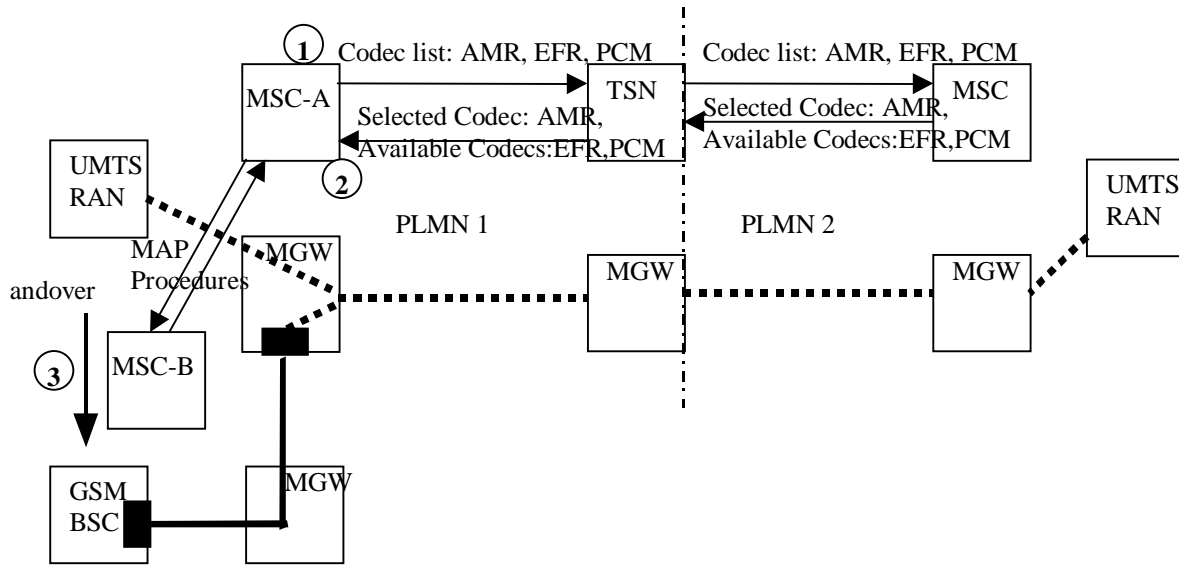 1
Codec list: AMR, EFR, PCM
Codec list: AMR, EFR, PCM
MSC-A
TSN
MSC
Selected Codec: AMR,
Available Codecs:EFR,PCM
Selected Codec: AMR,
Available Codecs:EFR,PCM
2
UMTS
RAN
UMTS
RAN
PLMN 1
PLMN 2
MAP
Procedures
MGW
MGW
MGW
andover
3
MSC-B
GSM
BSC
MGW